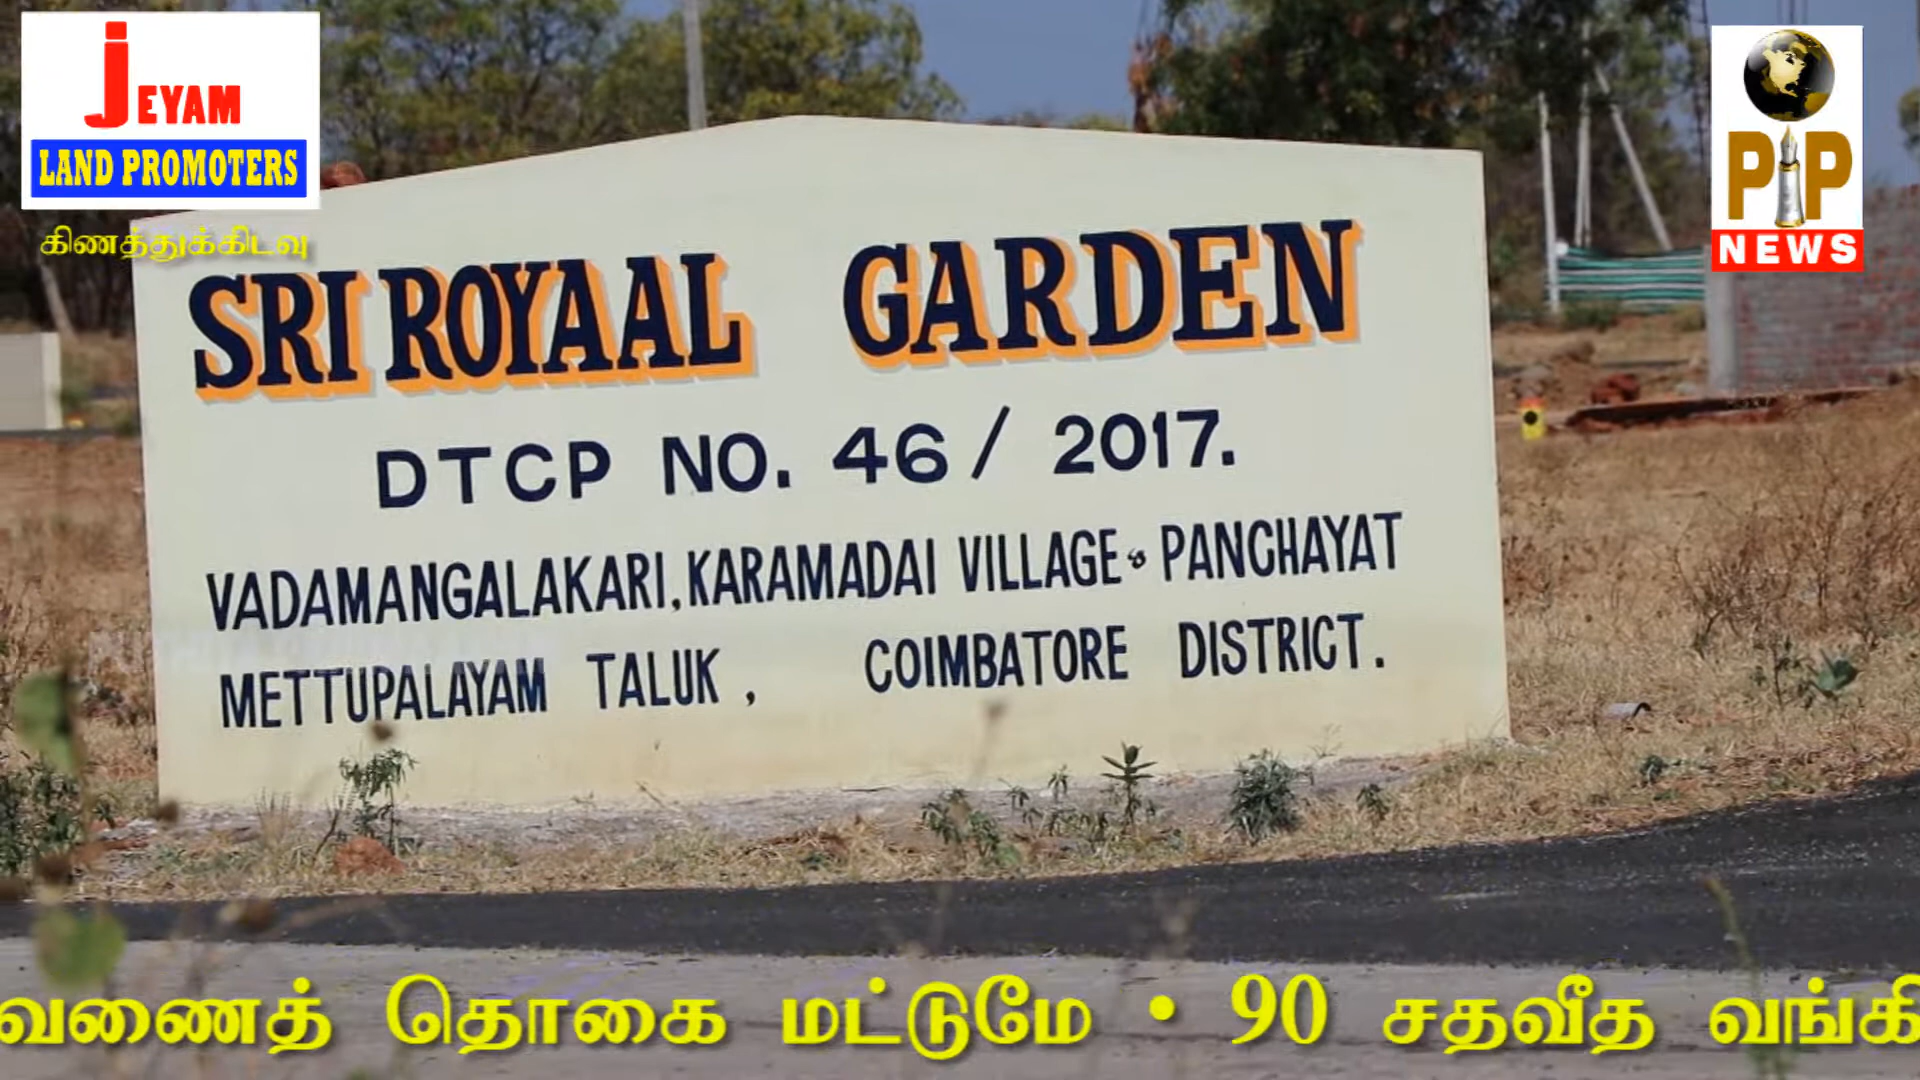 JEYAM
LAND PROMOTERS
கிணத்துக்கிடவு
PiP
NEWS
SRI ROYAAL GARDEN
DTCP NO. 46 / 2017.
VADAMANGALAKARI, KARAMADAI VILLAGE & PANCHAYAT
METTUPALAYAM TALUK, COIMBATORE DISTRICT.
வணைத் தொகை மட்டுமே • 90 சதவீத வங்கி